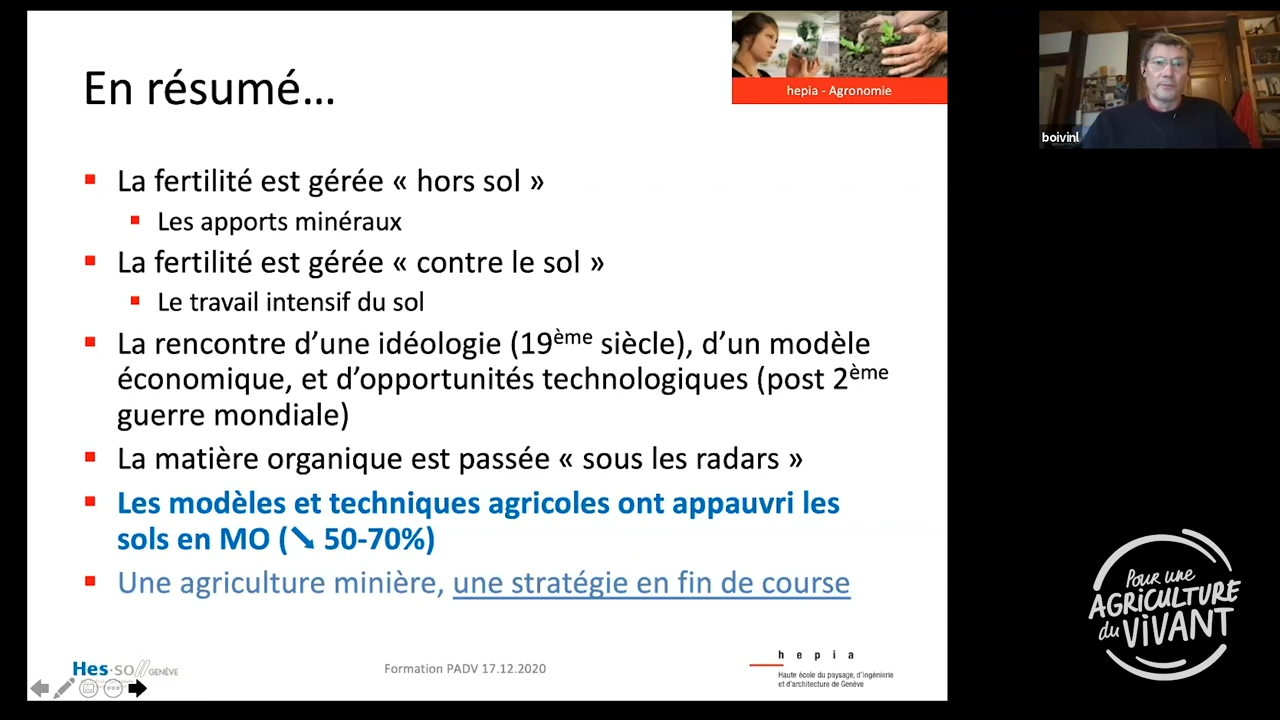 En résumé…
hepia - Agronomie
boivinl
La fertilité est gérée « hors sol »
Les apports minéraux
La fertilité est gérée « contre le sol »
Le travail intensif du sol
La rencontre d’une idéologie (19ème siècle), d’un modèle
économique, et d’opportunités technologiques (post 2ème
guerre mondiale)
La matière organique est passée « sous les radars »
Les modèles et techniques agricoles ont appauvri les
sols en MO (➘ 50-70%)
Une agriculture minière, une stratégie en fin de course
Pour une
AGRiCULTURE
du ViVANT
Hes·so GENÈVE
Formation PADV 17.12.2020
h e p i a
Haute école du paysage, d’ingénierie
et d’architecture de Genève